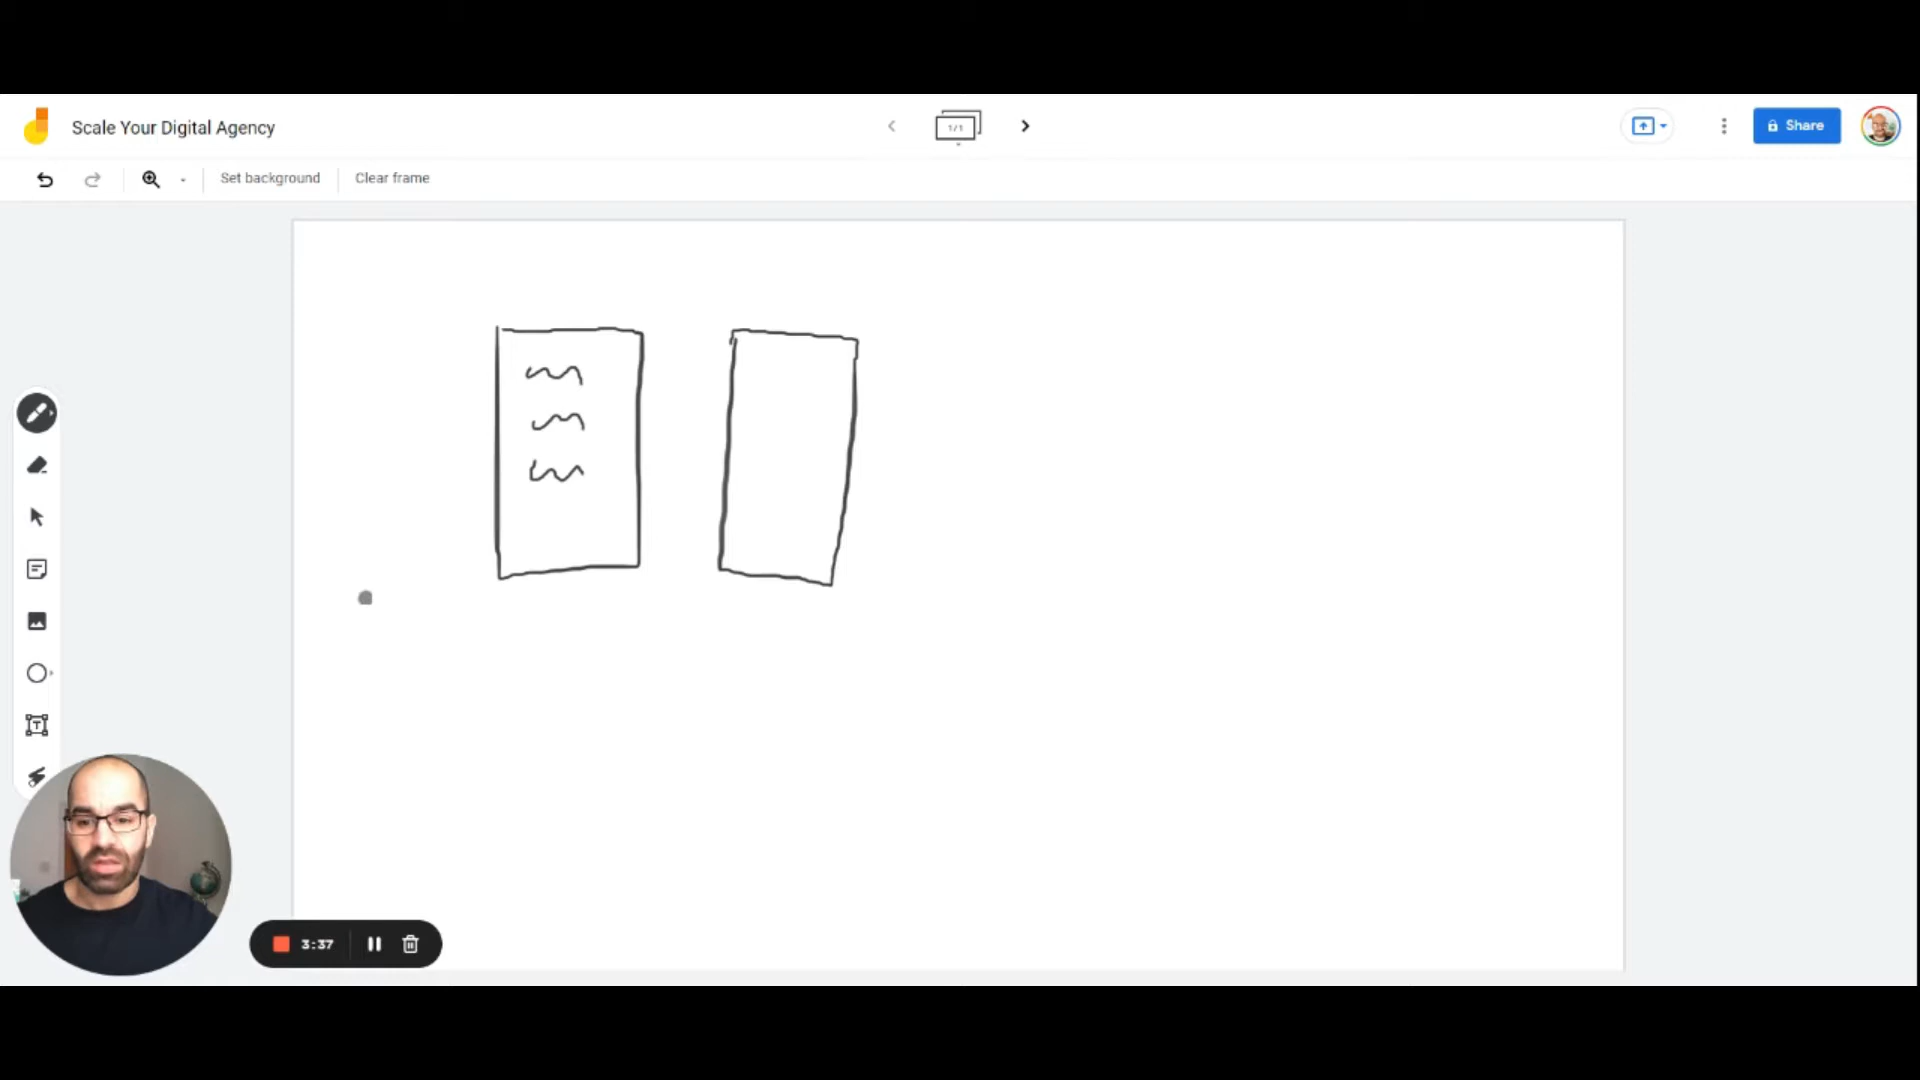 Scale Your Digital Agency
1/1
Share
Set background
Clear frame
3:37